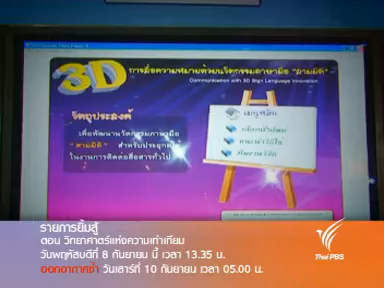 3D
การสื่อความหมายด้วยนวัตกรรมภาษามือ "สามมิติ"
Communication with 3D Sign Language Innovation
วัตถุประสงค์
เพื่อพัฒนานวัตกรรมภาษามือ
"สามมิติ" สำหรับประยุกต์ใช้
ในงานการติดต่อสื่อสารทั่วไป
เมนูหลัก
รายการยิ้มสู้
ตอน วิทยาศาตร์แห่งความเท่าเทียม
วันพฤหัสบดีที่ 8 กันยายน นี้ เวลา 13.35 น.
ออกอากาศซ้ำ วันเสาร์ที่ 10 กันยายน เวลา 05.00 น.
Thai PBS